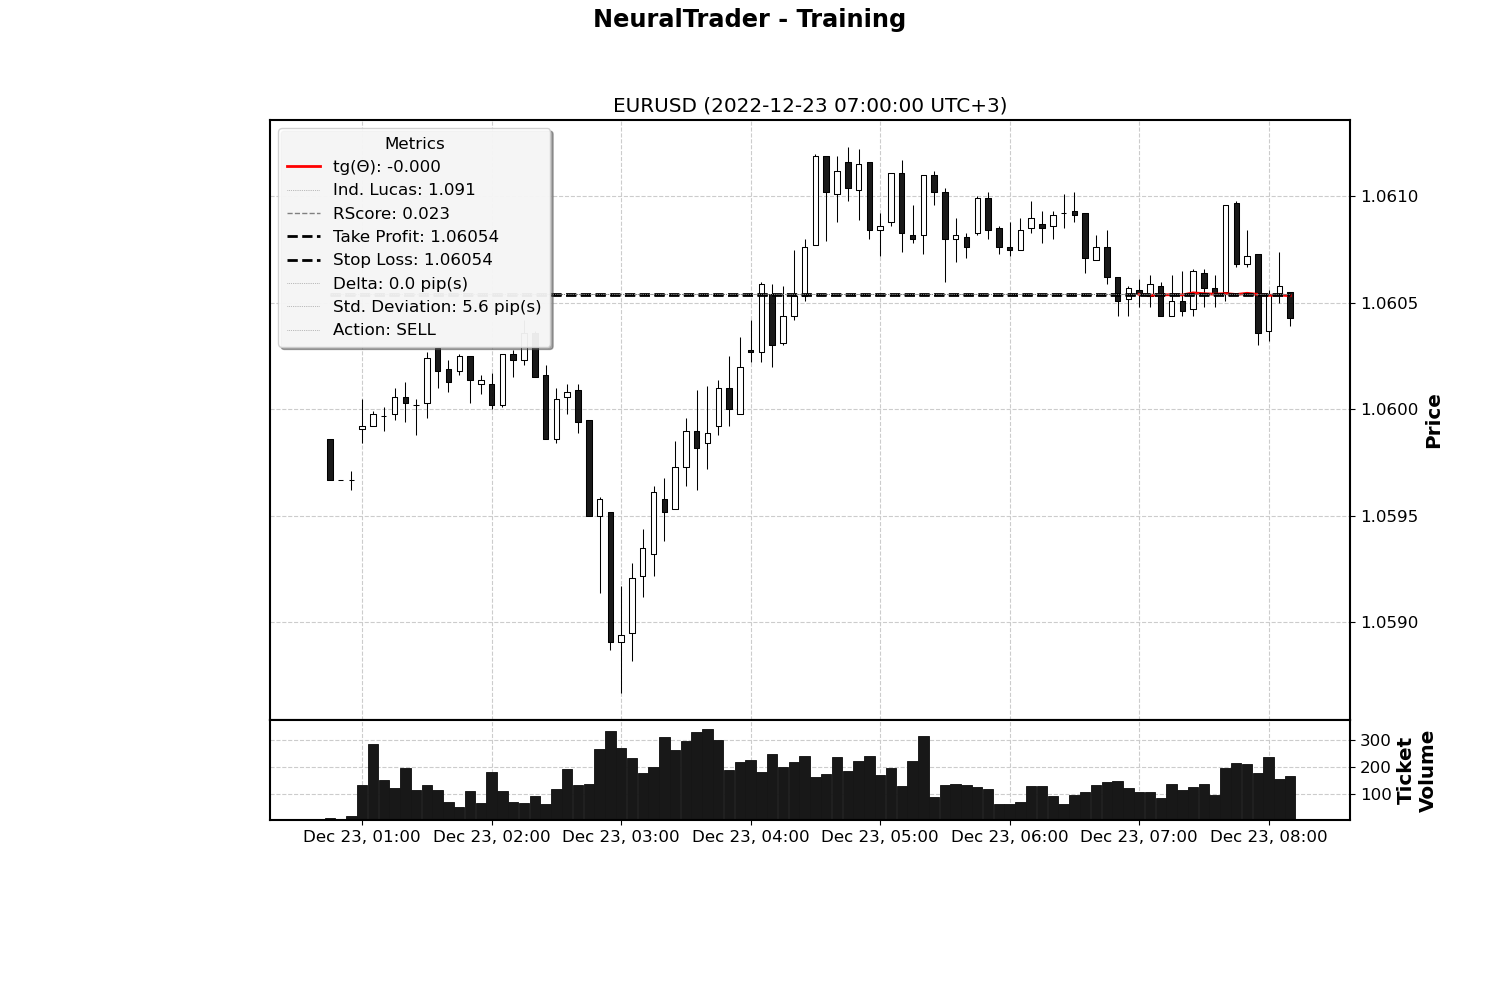 NeuralTrader - Training
EURUSD (2022-12-23 07:00:00 UTC+3)
Metrics
tg(Θ): -0.000
Ind. Lucas: 1.091
RScore: 0.023
Take Profit: 1.06054
Stop Loss: 1.06054
Delta: 0.0 pip(s)
Std. Deviation: 5.6 pip(s)
Action: SELL
1.0610
1.0605
1.0600
1.0595
1.0590
Price
300
200
100
Ticket
Volume
Dec 23, 01:00 Dec 23, 02:00 Dec 23, 03:00 Dec 23, 04:00 Dec 23, 05:00 Dec 23, 06:00 Dec 23, 07:00 Dec 23, 08:00